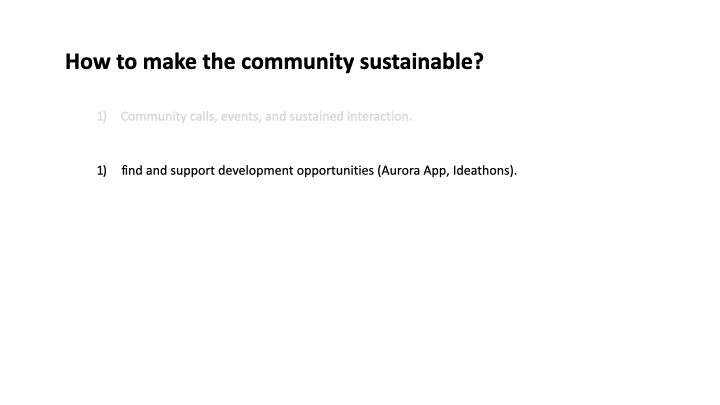 How to make the community sustainable?
1) Community calls, events, and sustained interaction.
1) find and support development opportunities (Aurora App, Ideathons).